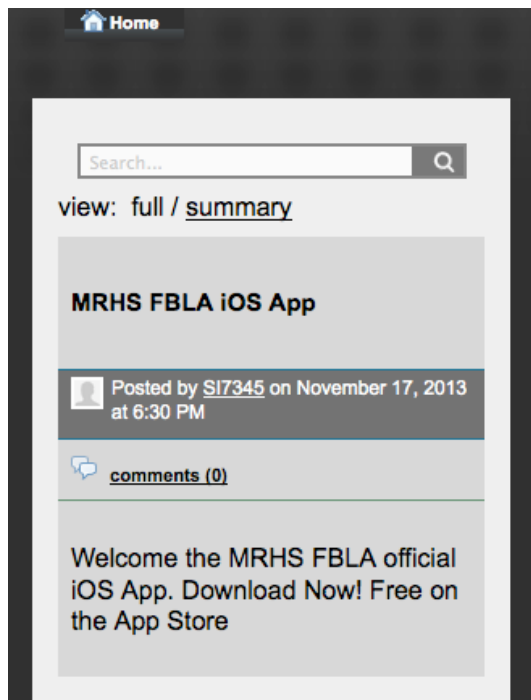 Home
Search...
view: full / summary
MRHS FBLA iOS App
Posted by SI7345 on November 17, 2013
at 6:30 PM
comments (0)
Welcome the MRHS FBLA official
iOS App. Download Now! Free on
the App Store